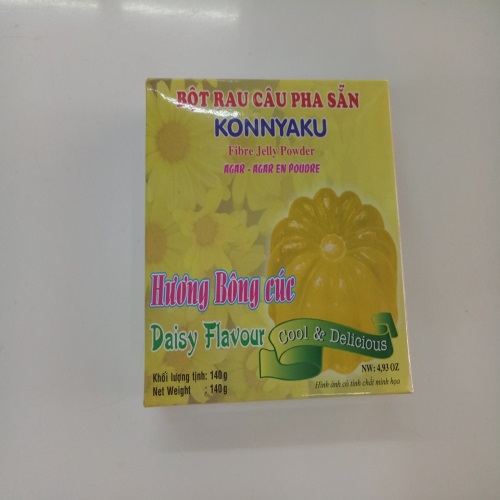 BỘT RAU CÂU PHA SẴN
KONNYAKU
Fibre Jelly Powder
AGAR - AGAR EN POUDRE
Hương Bông cúc
Daisy Flavour
Cool & Delicious
Khối lượng tịnh: 140g
Net Weight : 140g
NW: 4,93 OZ
Hình ảnh có tính chất minh họa